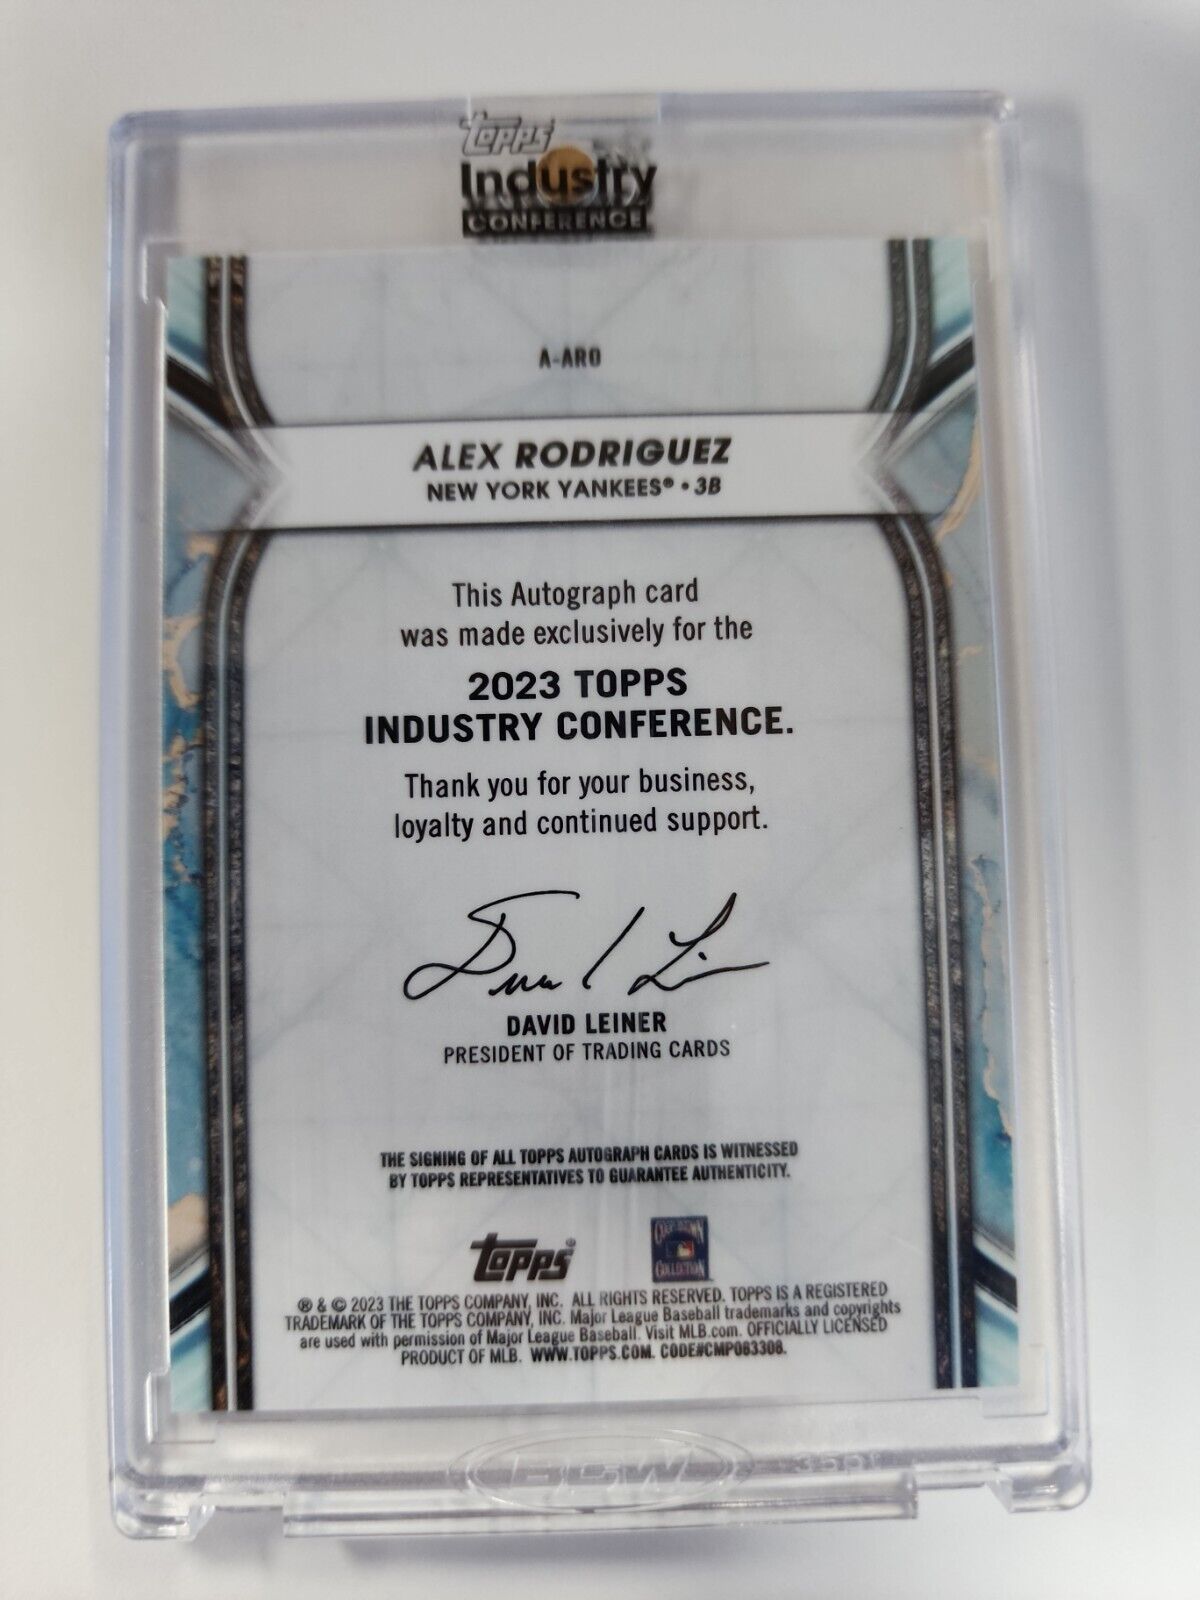 Topps
Industry
CONFERENCE
A-ARO
ALEX RODRIGUEZ
NEW YORK YANKEES® • 3B
This Autograph card
was made exclusively for the
2023 TOPPS
INDUSTRY CONFERENCE.
Thank you for your business,
loyalty and continued support.
DAVID LEINER
PRESIDENT OF TRADING CARDS
THE SIGNING OF ALL TOPPS AUTOGRAPH CARDS IS WITNESSED
BY TOPPS REPRESENTATIVES TO GUARANTEE AUTHENTICITY.
Topps®
COOPERSTOWN
COLLECTION
® & © 2023 THE TOPPS COMPANY, INC. ALL RIGHTS RESERVED. TOPPS IS A REGISTERED
TRADEMARK OF THE TOPPS COMPANY, INC. Major League Baseball trademarks and copyrights
are used with permission of Major League Baseball. Visit MLB.com. OFFICIALLY LICENSED
PRODUCT OF MLB. WWW.TOPPS.COM. CODE#CMP083308.
BCW 35pt